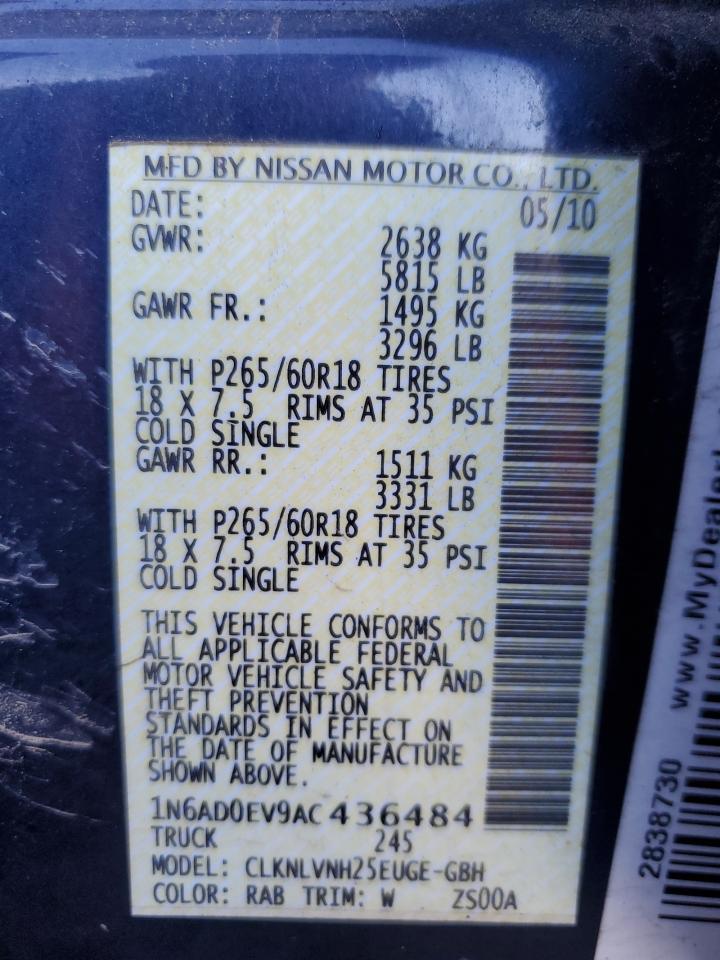 MFD BY NISSAN MOTOR CO., LTD.
DATE: 05/10
GVWR: 2638 KG
5815 LB
GAWR FR.: 1495 KG
3296 LB
WITH P265/60R18 TIRES
18 X 7.5 RIMS AT 35 PSI
COLD SINGLE
GAWR RR.: 1511 KG
3331 LB
WITH P265/60R18 TIRES
18 X 7.5 RIMS AT 35 PSI
COLD SINGLE
THIS VEHICLE CONFORMS TO
ALL APPLICABLE FEDERAL
MOTOR VEHICLE SAFETY AND
THEFT PREVENTION
STANDARDS IN EFFECT ON
THE DATE OF MANUFACTURE
SHOWN ABOVE.
1N6AD0EV9AC436484
TRUCK 245
MODEL: CLKNLVNH25EUGE-GBH
COLOR: RAB TRIM: W ZS00A
2838730